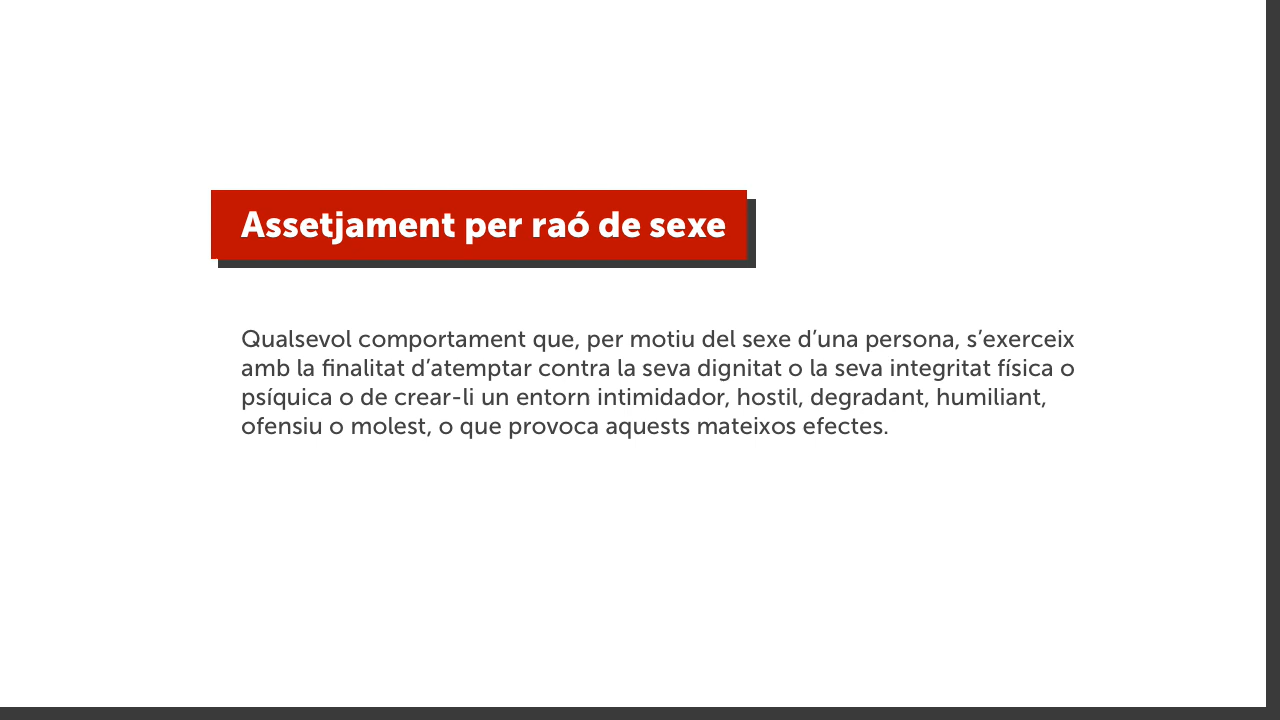 Assetjament per raó de sexe
Qualsevol comportament que, per motiu del sexe d’una persona, s’exerceix
amb la finalitat d’atemptar contra la seva dignitat o la seva integritat física o
psíquica o de crear-li un entorn intimidador, hostil, degradant, humiliant,
ofensiu o molest, o que provoca aquests mateixos efectes.